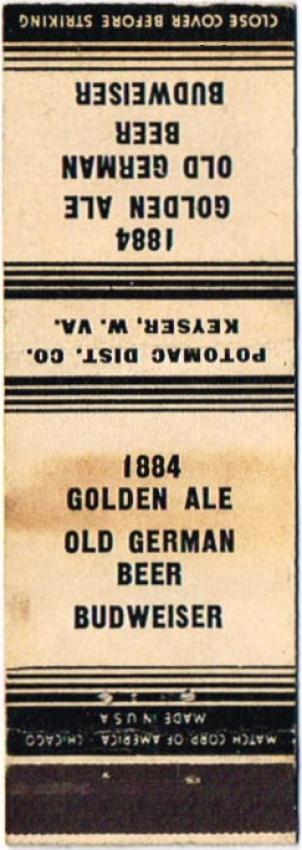 CLOSE COVER BEFORE STRIKING
1884
GOLDEN ALE
OLD GERMAN
BEER
BUDWEISER
POTOMAC DIST. CO.
KEYSER, W. VA.
1884
GOLDEN ALE
OLD GERMAN
BEER
BUDWEISER
MADE IN U.S.A.
MATCH CORP. OF AMERICA, CHICAGO